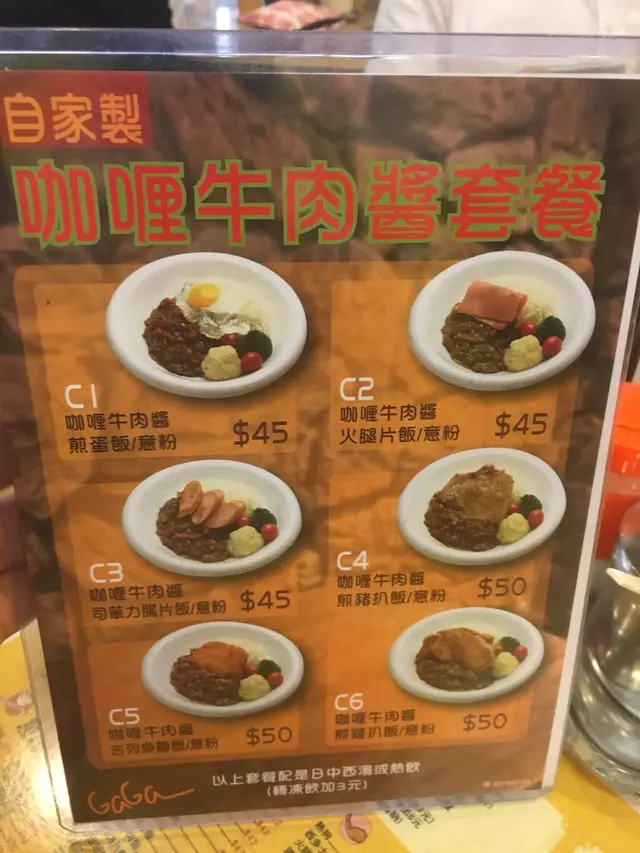 自家製
咖喱牛肉醬套餐
C1
咖喱牛肉醬
煎蛋飯/意粉 $45
C2
咖喱牛肉醬
火腿片飯/意粉 $45
C3
咖喱牛肉醬
司華力腸片飯/意粉 $45
C4
咖喱牛肉醬
煎豬扒飯/意粉 $50
C5
咖喱牛肉醬
吉列魚柳飯/意粉 $50
C6
咖喱牛肉醬
煎雞扒飯/意粉 $50
以上套餐配是日中西湯或熱飲
(轉凍飲加3元)
GaGa